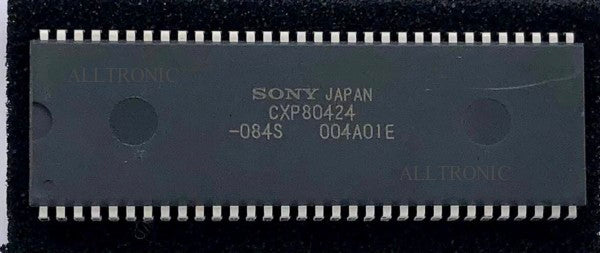 ALLTRONIC
SONY JAPAN
CXP80424
-084S 004A01E
ALLTRONIC